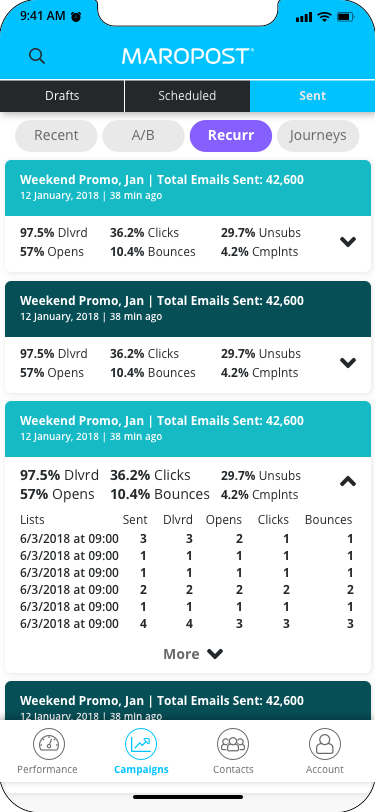 9:41 AM
MAROPOST
Drafts Scheduled Sent
Recent A/B Recurr Journeys
Weekend Promo, Jan | Total Emails Sent: 42,600
12 January, 2018 | 38 min ago
97.5% Dlvrd 36.2% Clicks 29.7% Unsubs
57% Opens 10.4% Bounces 4.2% Cmplnts
Weekend Promo, Jan | Total Emails Sent: 42,600
12 January, 2018 | 38 min ago
97.5% Dlvrd 36.2% Clicks 29.7% Unsubs
57% Opens 10.4% Bounces 4.2% Cmplnts
Weekend Promo, Jan | Total Emails Sent: 42,600
12 January, 2018 | 38 min ago
97.5% Dlvrd 36.2% Clicks 29.7% Unsubs
57% Opens 10.4% Bounces 4.2% Cmplnts
Lists Sent Dlvrd Opens Clicks Bounces
6/3/2018 at 09:00 3 3 2 1 1
6/3/2018 at 09:00 1 1 1 1 1
6/3/2018 at 09:00 1 1 1 1 1
6/3/2018 at 09:00 2 2 2 2 2
6/3/2018 at 09:00 1 1 1 1 1
6/3/2018 at 09:00 4 4 3 3 3
More
Weekend Promo, Jan | Total Emails Sent: 42,600
12 January, 2018 | 38 min ago
Performance Campaigns Contacts Account